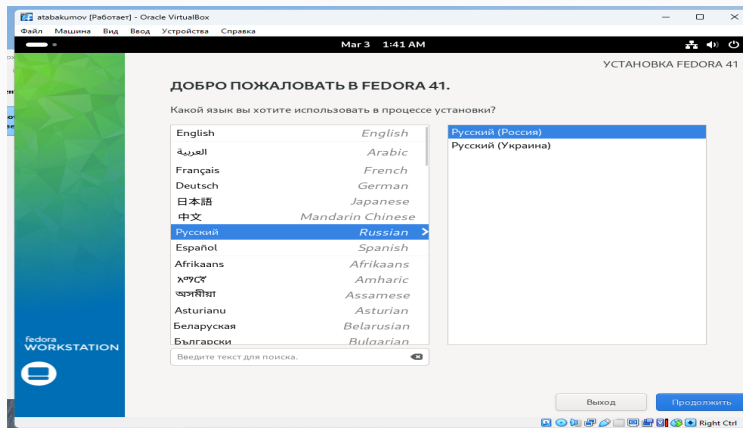 atabakumov [Работает] - Oracle VirtualBox
Файл Машина Вид Ввод Устройства Справка
Mar 3 1:41 AM
УСТАНОВКА FEDORA 41
ДОБРО ПОЖАЛОВАТЬ В FEDORA 41.
Какой язык вы хотите использовать в процессе установки?
English English
العربية Arabic
Français French
Deutsch German
日本語 Japanese
中文 Mandarin Chinese
Русский Russian
Español Spanish
Afrikaans Afrikaans
አማርኛ Amharic
অসমীয়া Assamese
Asturianu Asturian
Беларуская Belarusian
Български Bulgarian
Русский (Россия)
Русский (Украина)
Введите текст для поиска.
fedora
WORKSTATION
Выход Продолжить
Right Ctrl